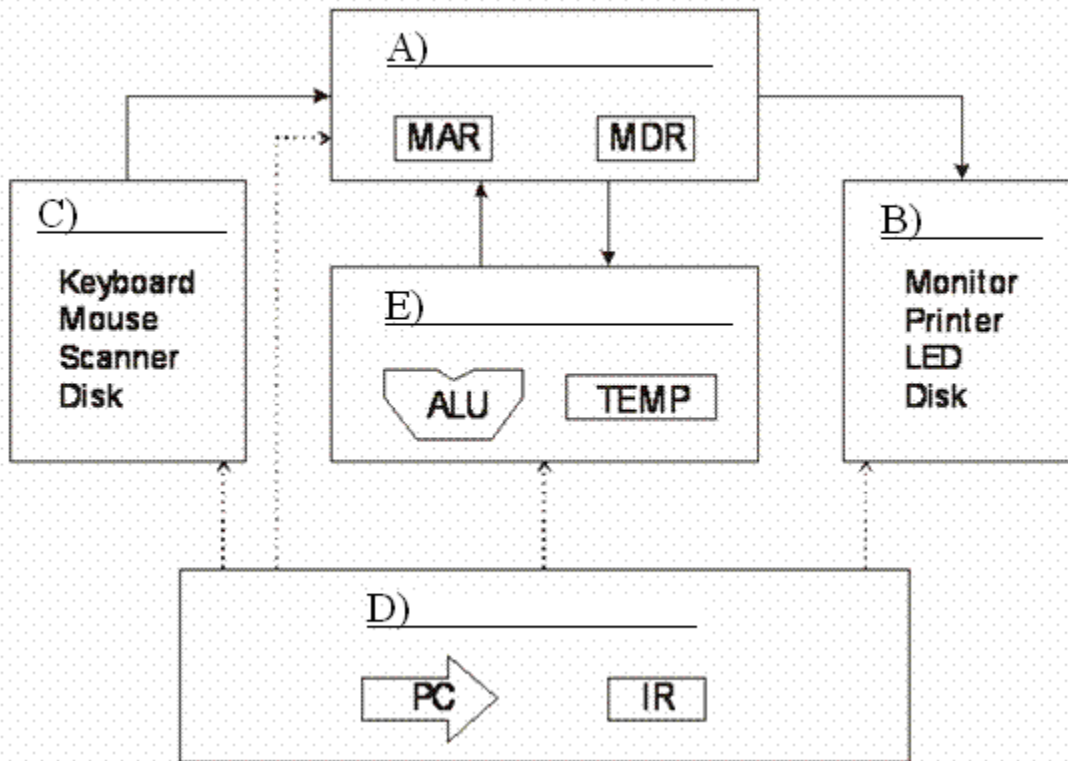 A)
MAR
MDR
C)
Keyboard
Mouse
Scanner
Disk
E)
ALU
TEMP
B)
Monitor
Printer
LED
Disk
D)
PC
IR